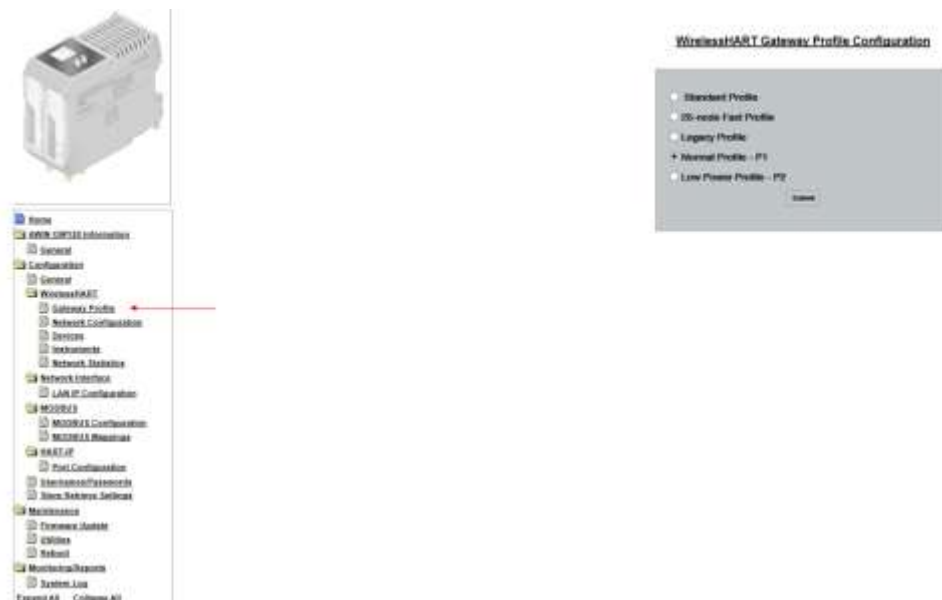 WirelessHART Gateway Profile Configuration
Standard Profile
Fast Profile
Legacy Profile
Normal Profile - P1
Low Power Profile - P2
Submit
Home
Information
General
Configuration
General
WirelessHART
Gateway Profile
Network Configuration
Devices
Instruments
Network Statistics
Network Interface
LAN IP Configuration
MODBUS
MODBUS Configuration
MODBUS Mappings
HART-IP
Port Configuration
Usernames/Passwords
Store Retrieve Settings
Maintenance
Firmware Update
Utilities
Reboot
Monitoring/Reports
System Log
Expand All Collapse All